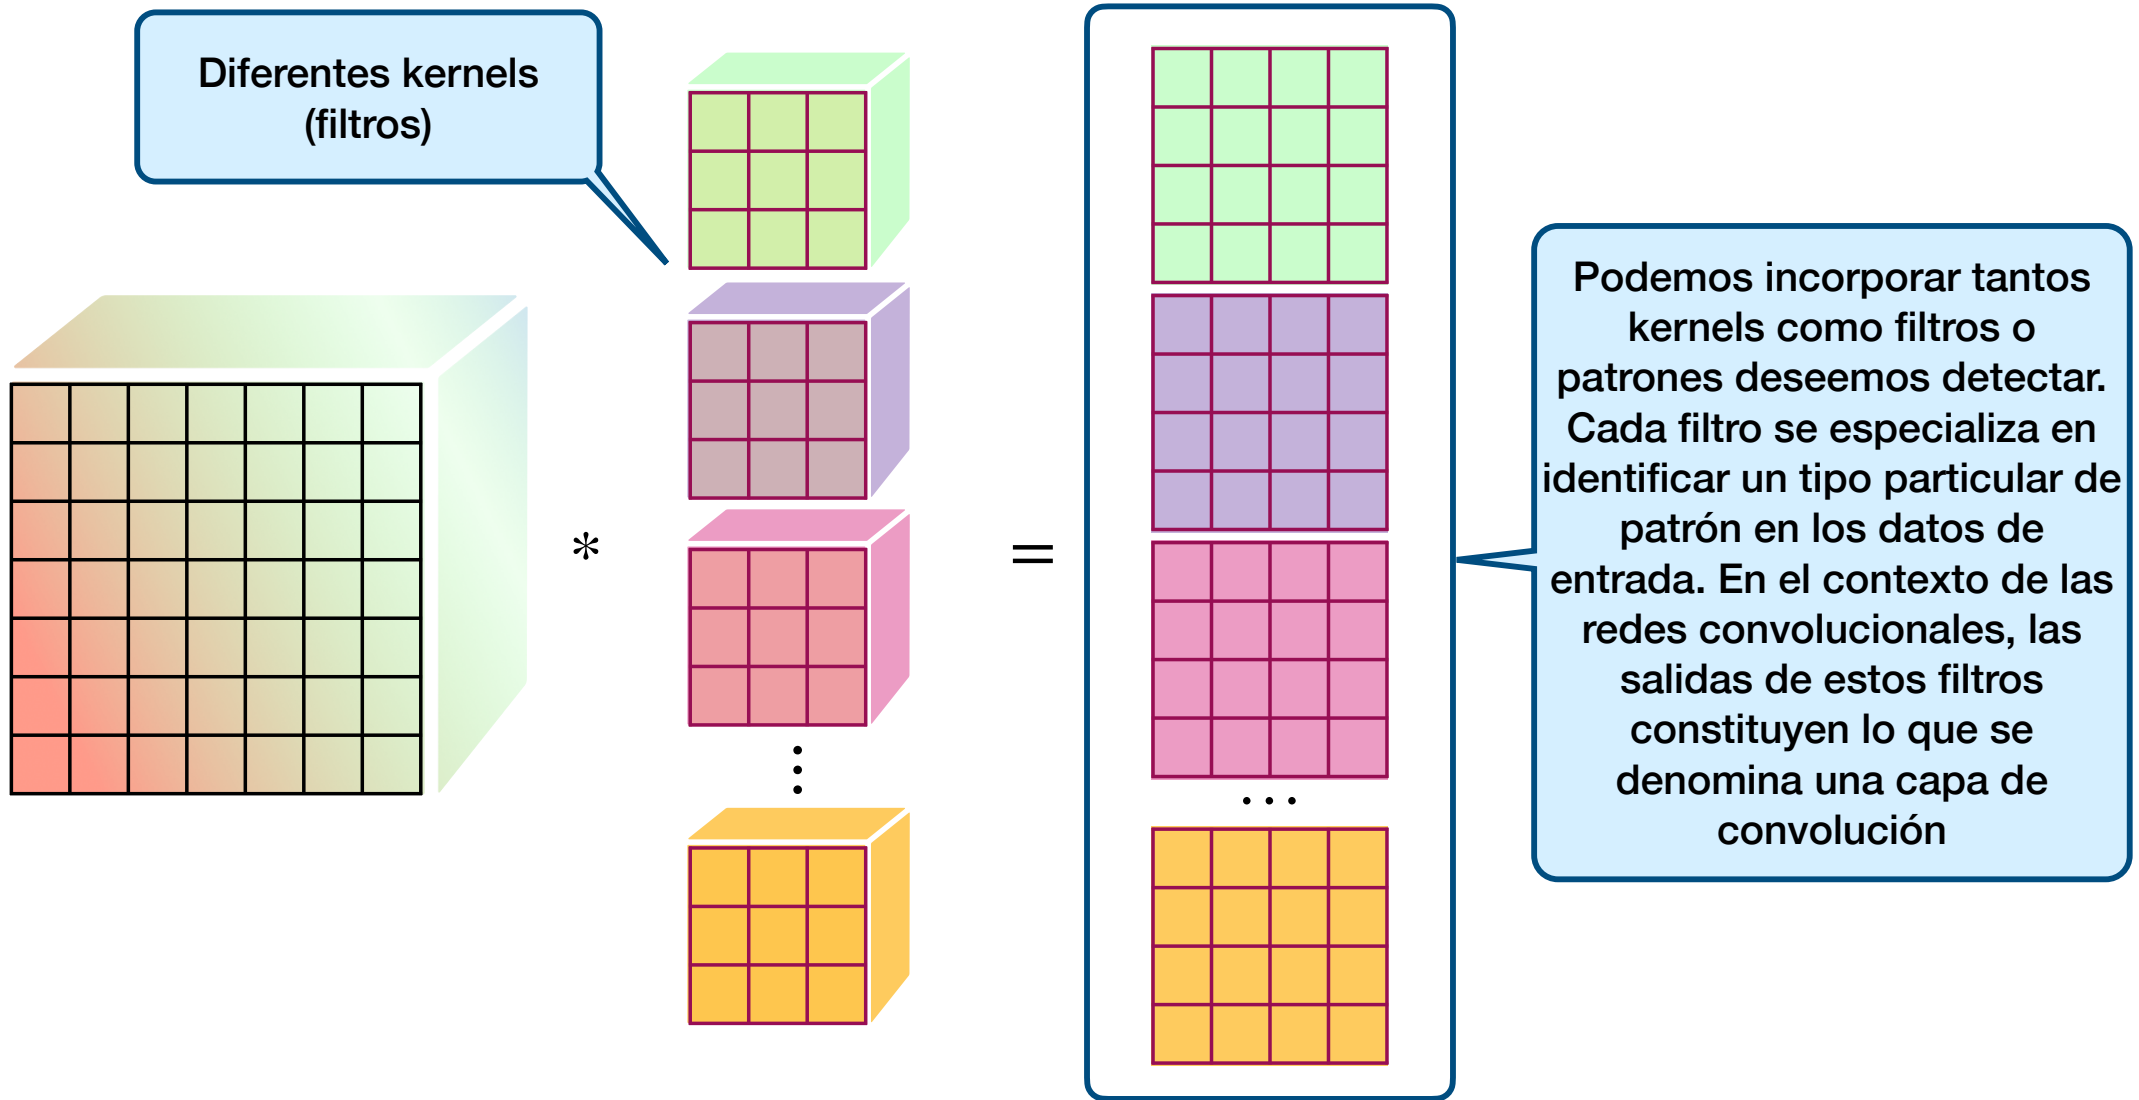 Diferentes kernels
(filtros)
*
=
Podemos incorporar tantos
kernels como filtros o
patrones deseemos detectar.
Cada filtro se especializa en
identificar un tipo particular de
patrón en los datos de
entrada. En el contexto de las
redes convolucionales, las
salidas de estos filtros
constituyen lo que se
denomina una capa de
convolución